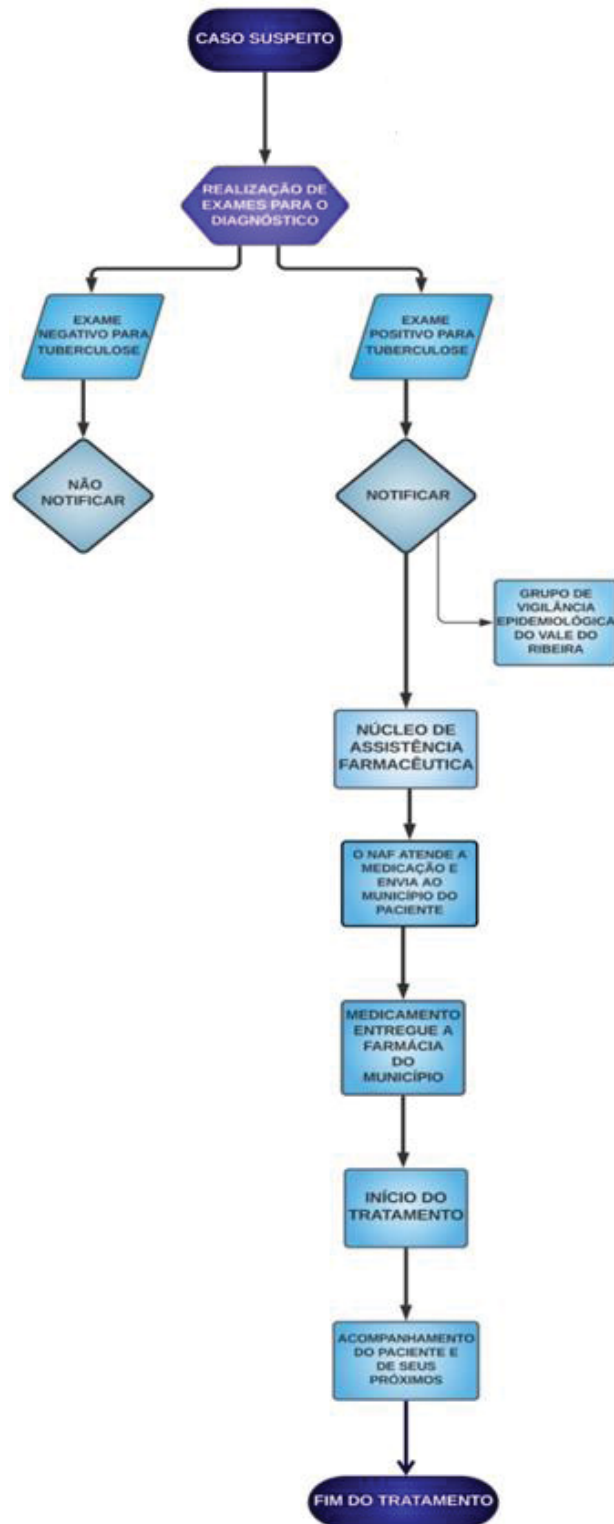 CASO SUSPEITO
REALIZAÇÃO DE
EXAMES PARA O
DIAGNÓSTICO
EXAME
NEGATIVO PARA
TUBERCULOSE
EXAME
POSITIVO PARA
TUBERCULOSE
NÃO
NOTIFICAR
NOTIFICAR
GRUPO DE
VIGILÂNCIA
EPIDEMIOLÓGICA
DO VALE DO
RIBEIRA
NÚCLEO DE
ASSISTÊNCIA
FARMACÊUTICA
O NAF ATENDE A
MEDICAÇÃO E
ENVIA AO
MUNICÍPIO DO
PACIENTE
MEDICAMENTO
ENTREGUE A
FARMÁCIA
DO
MUNICÍPIO
INÍCIO DO
TRATAMENTO
ACOMPANHAMENTO
DO PACIENTE E
DE SEUS
PRÓXIMOS
FIM DO TRATAMENTO